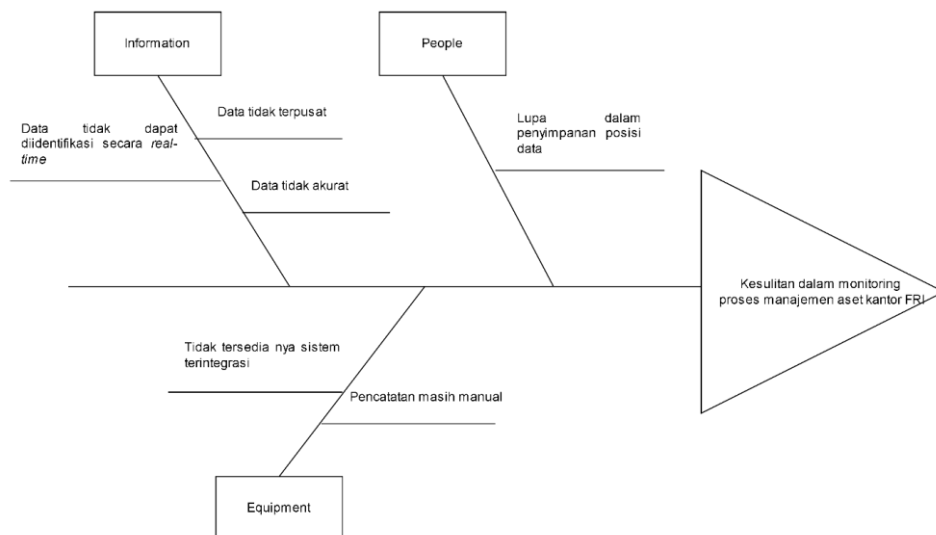 Information
People
Data tidak terpusat
Data tidak dapat
diidentifikasi secara real-
time
Data tidak akurat
Lupa dalam
penyimpanan posisi
data
Kesulitan dalam monitoring
proses manajemen aset kantor FRI
Tidak tersedia nya sistem
terintegrasi
Pencatatan masih manual
Equipment